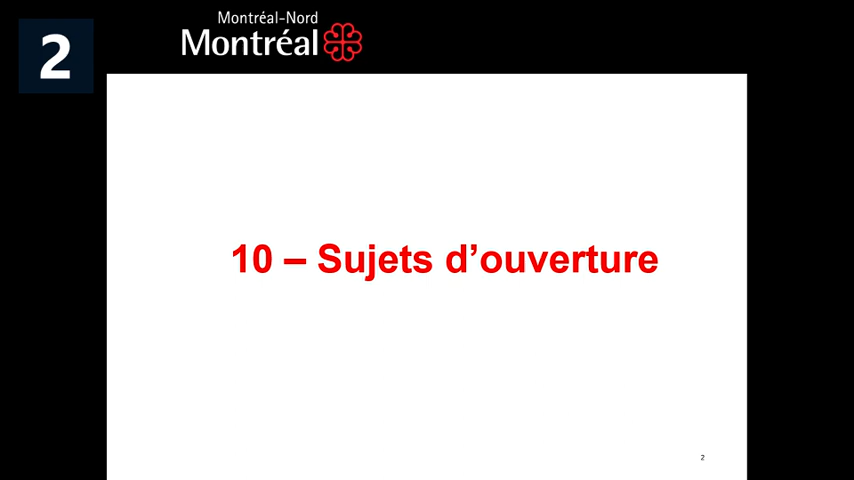 2
Montréal-Nord
Montréal
10 – Sujets d’ouverture
2